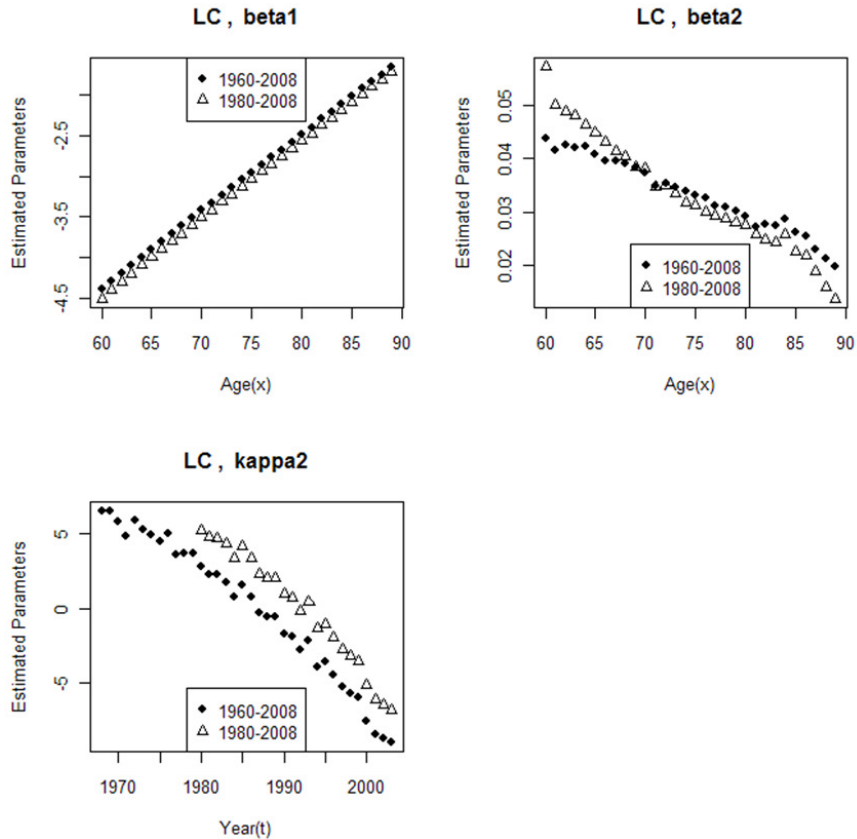 LC , beta1
Estimated Parameters
-4.5
-3.5
-2.5
1960-2008
1980-2008
60 65 70 75 80 85 90
Age(x)
LC , beta2
Estimated Parameters
0.02
0.03
0.04
0.05
1960-2008
1980-2008
60 65 70 75 80 85 90
Age(x)
LC , kappa2
Estimated Parameters
-5
0
5
1960-2008
1980-2008
1970 1980 1990 2000
Year(t)